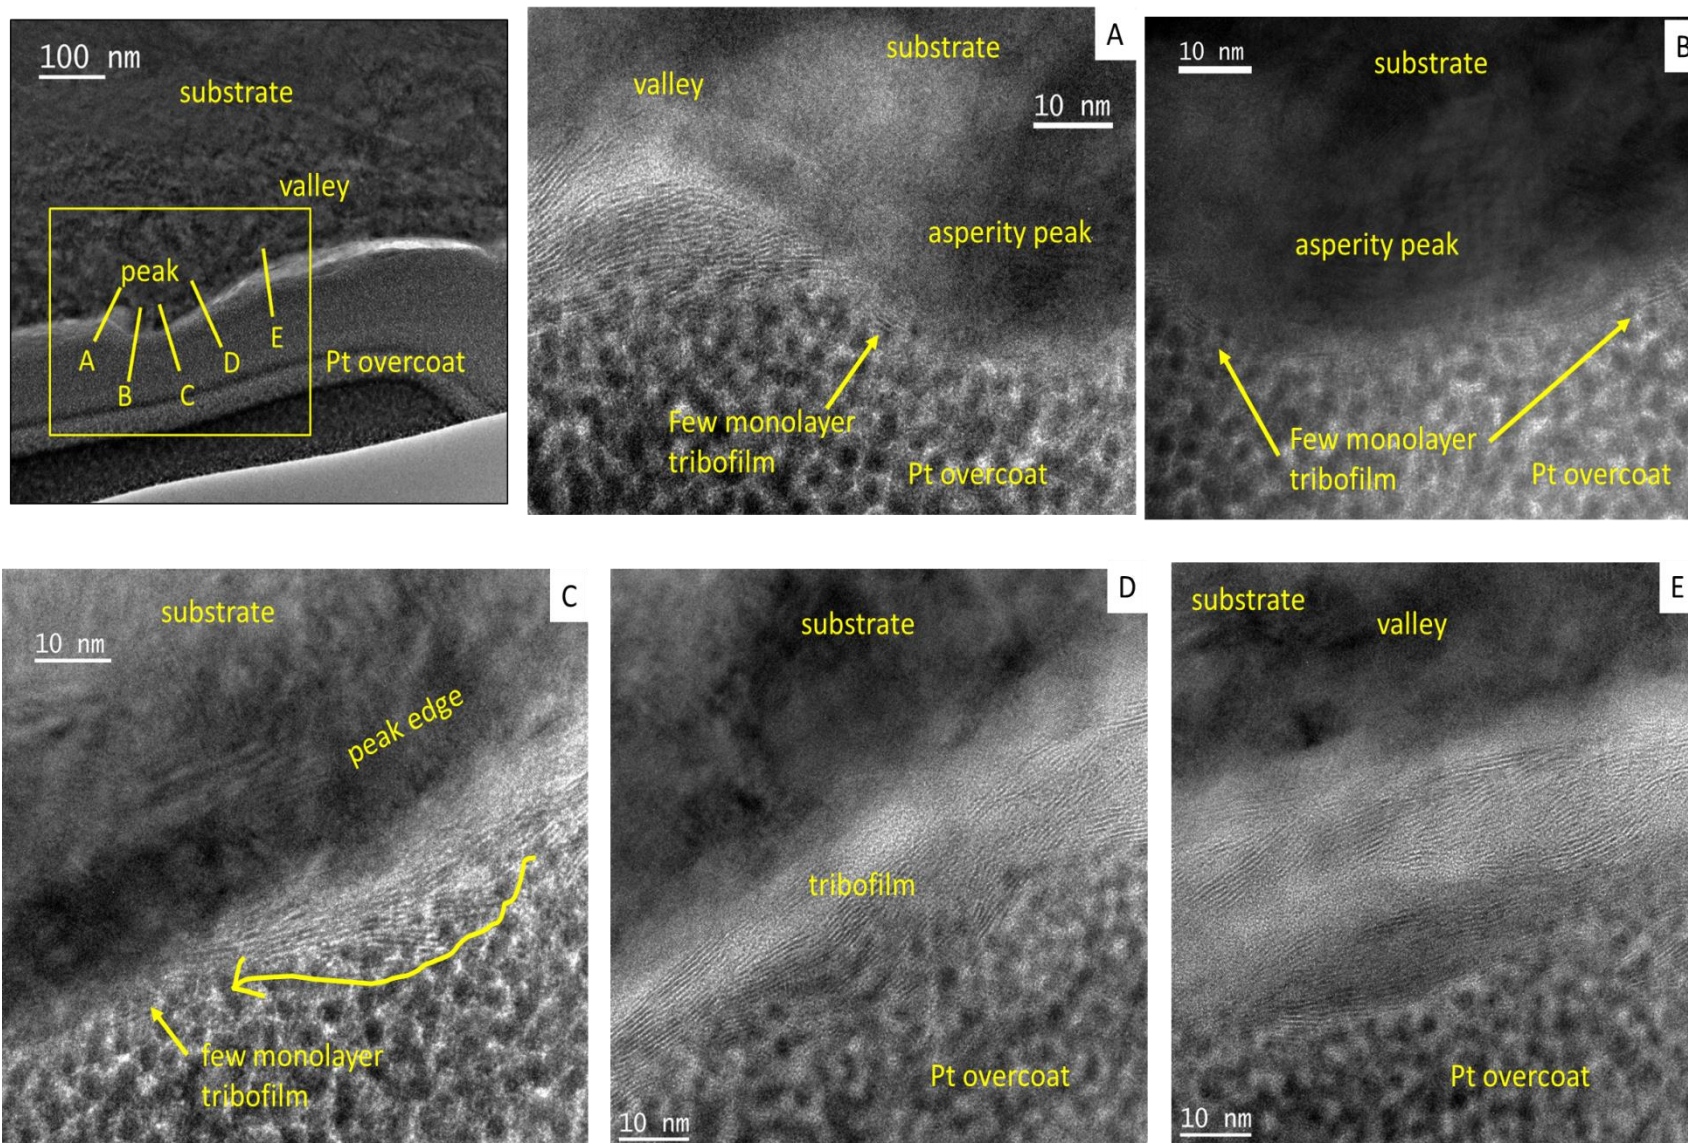 100 nm
substrate
valley
peak
A
B
C
D
E
Pt overcoat
A
substrate
valley
10 nm
asperity peak
Few monolayer
tribofilm
Pt overcoat
B
10 nm
substrate
asperity peak
Few monolayer
tribofilm
Pt overcoat
C
substrate
10 nm
peak edge
few monolayer
tribofilm
D
substrate
tribofilm
Pt overcoat
10 nm
E
substrate
valley
Pt overcoat
10 nm